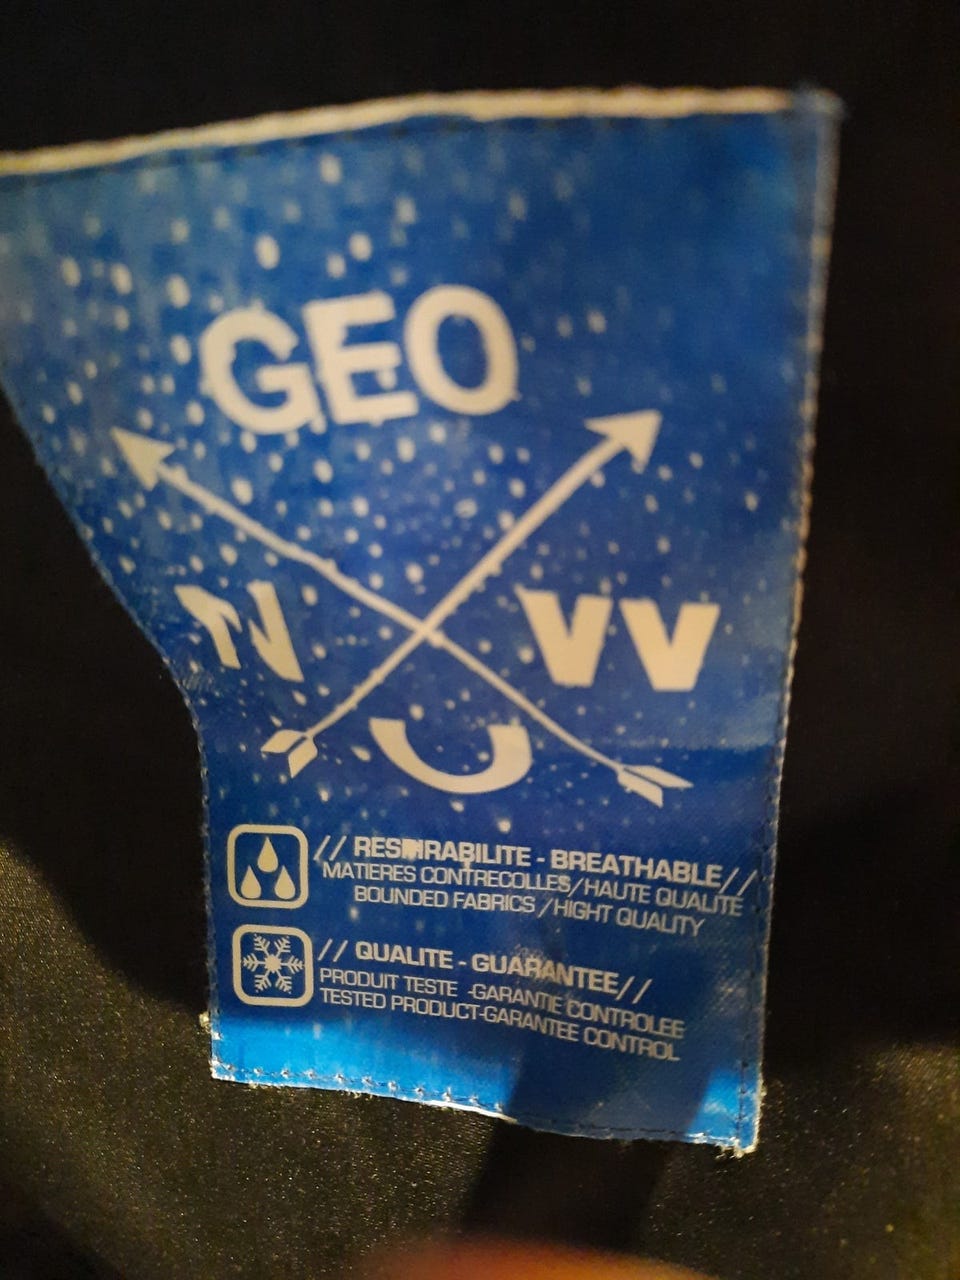 GEO
N W
// RESPIRABILITE - BREATHABLE//
MATIERES CONTRECOLLES/HAUTE QUALITE
BOUNDED FABRICS /HIGHT QUALITY
// QUALITE - GUARANTEE//
PRODUIT TESTE -GARANTIE CONTROLEE
TESTED PRODUCT-GARANTEE CONTROL